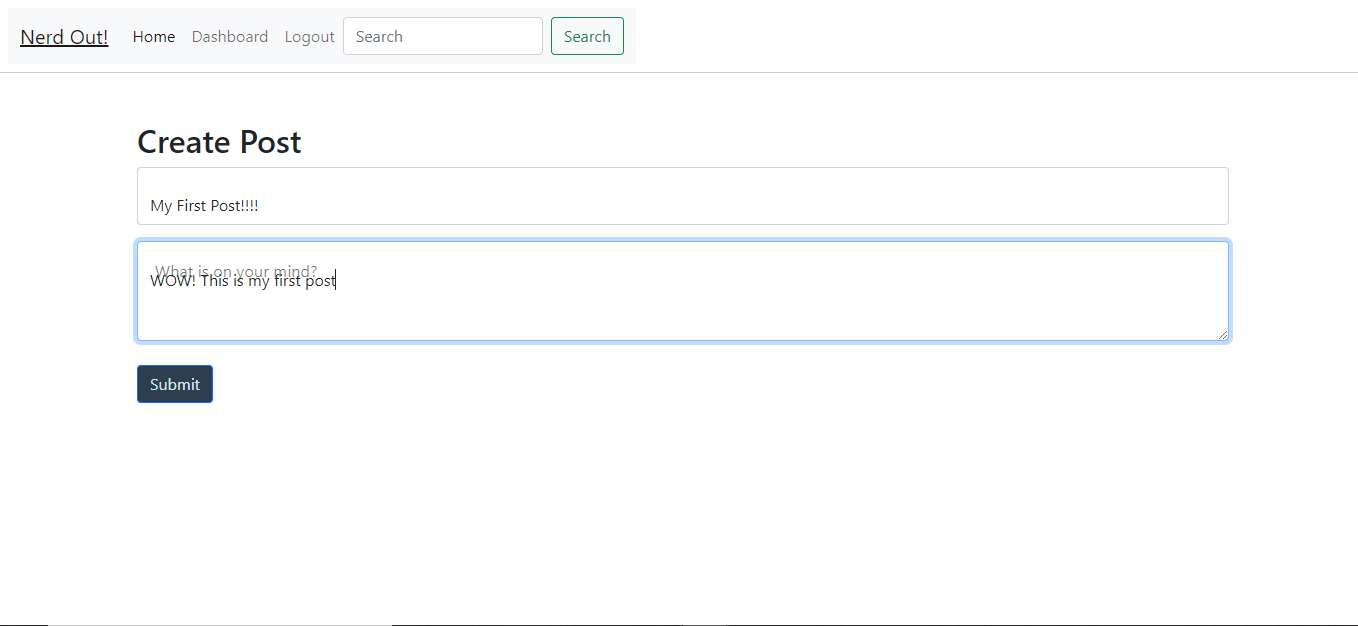 Nerd Out! Home Dashboard Logout Search Search
Create Post
My First Post!!!!
What is on your mind?
WOW! This is my first post
Submit